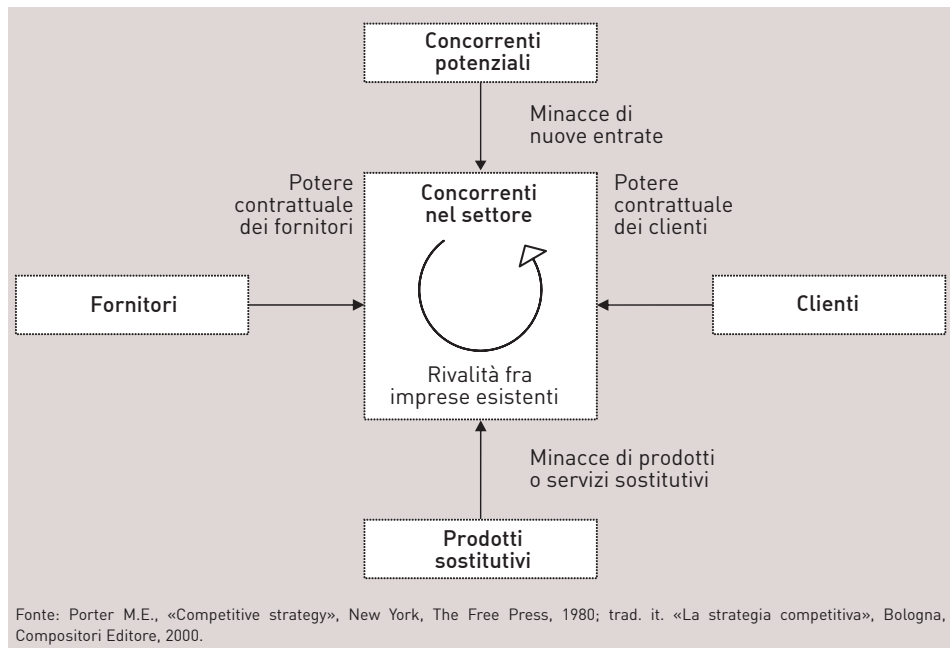 Concorrenti
potenziali
Minacce di
nuove entrate
Potere
contrattuale
dei fornitori
Concorrenti
nel settore
Potere
contrattuale
dei clienti
Fornitori
Clienti
Rivalità fra
imprese esistenti
Minacce di prodotti
o servizi sostitutivi
Prodotti
sostitutivi
Fonte: Porter M.E., «Competitive strategy», New York, The Free Press, 1980; trad. it. «La strategia competitiva», Bologna,
Compositori Editore, 2000.